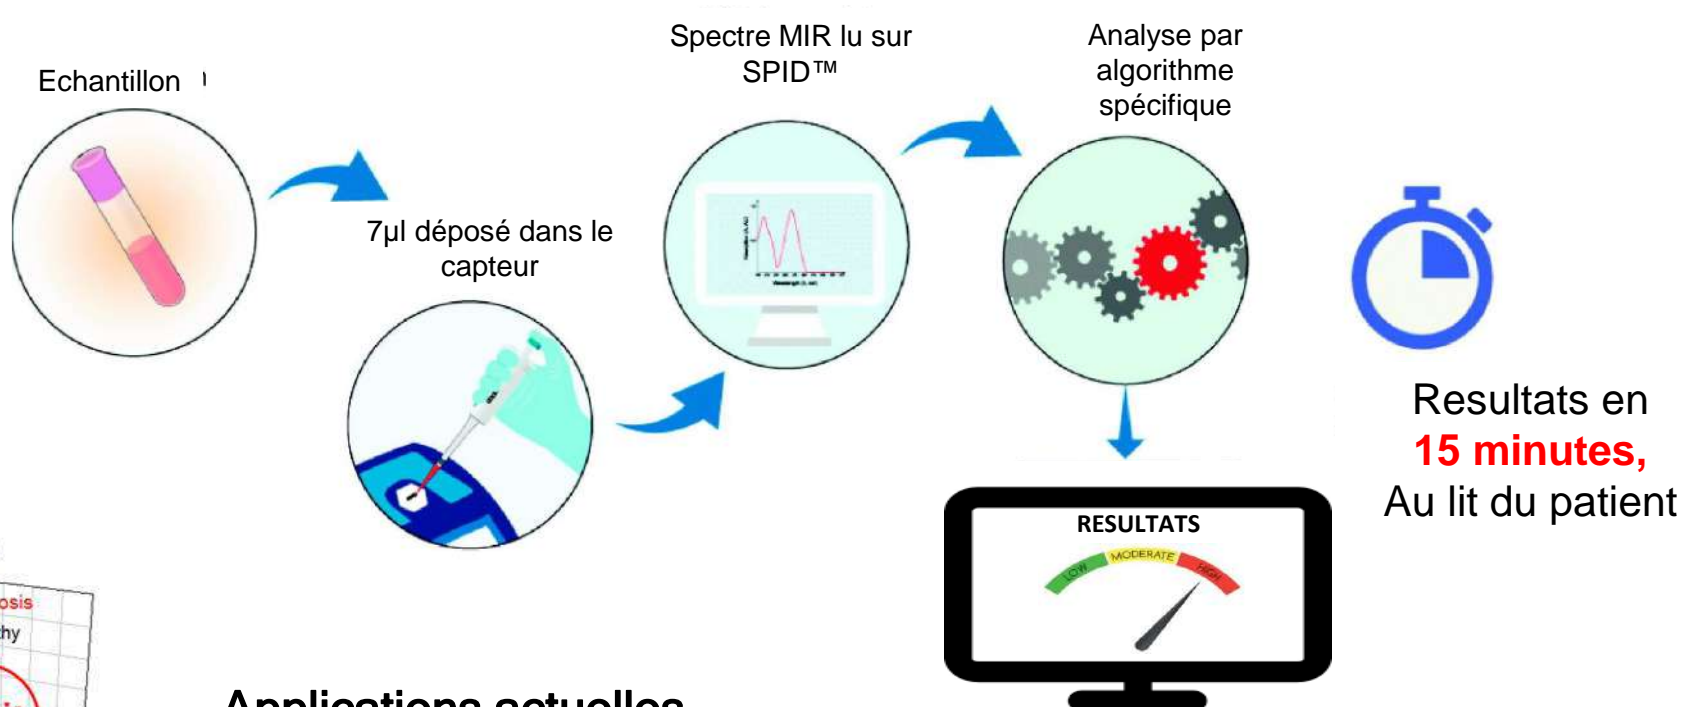 Echantillon
7µl déposé dans le
capteur
Spectre MIR lu sur
SPID™
Analyse par
algorithme
spécifique
Resultats en
15 minutes,
Au lit du patient
RESULTATS
LOW
MODERATE
HIGH
Applications actuelles